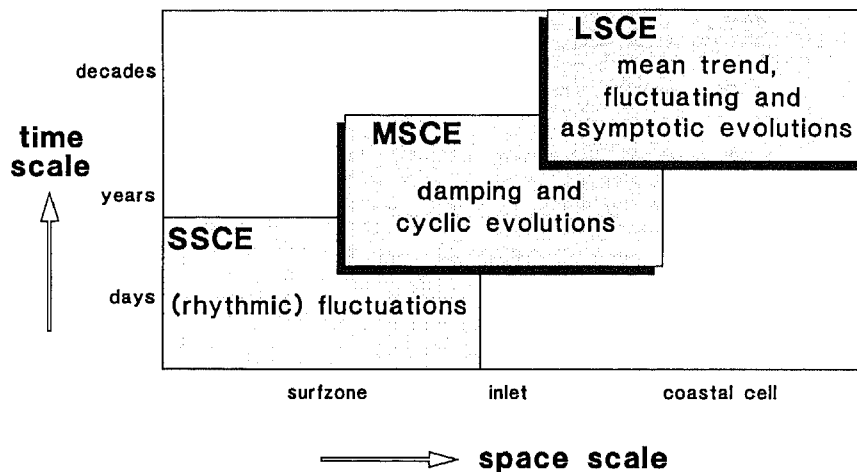 LSCE
decades
mean trend,
fluctuating and
asymptotic evolutions
time
scale
MSCE
years
damping and
cyclic evolutions
SSCE
days
(rhythmic) fluctuations
surfzone inlet coastal cell
space scale